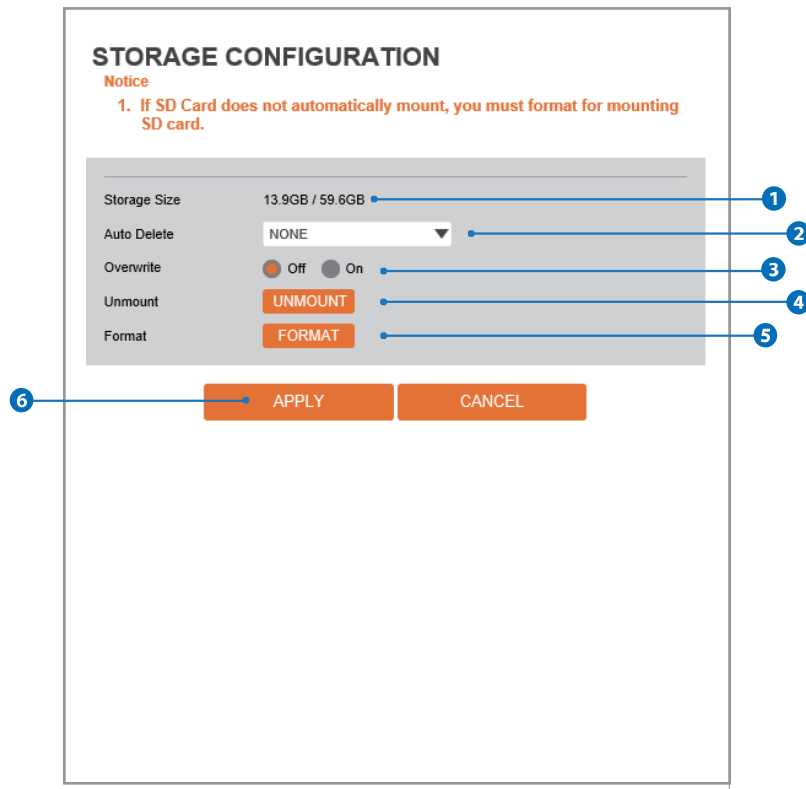 STORAGE CONFIGURATION
Notice
1. If SD Card does not automatically mount, you must format for mounting
SD card.
Storage Size 13.9GB / 59.6GB 1
Auto Delete NONE 2
Overwrite Off On 3
Unmount UNMOUNT 4
Format FORMAT 5
6 APPLY CANCEL